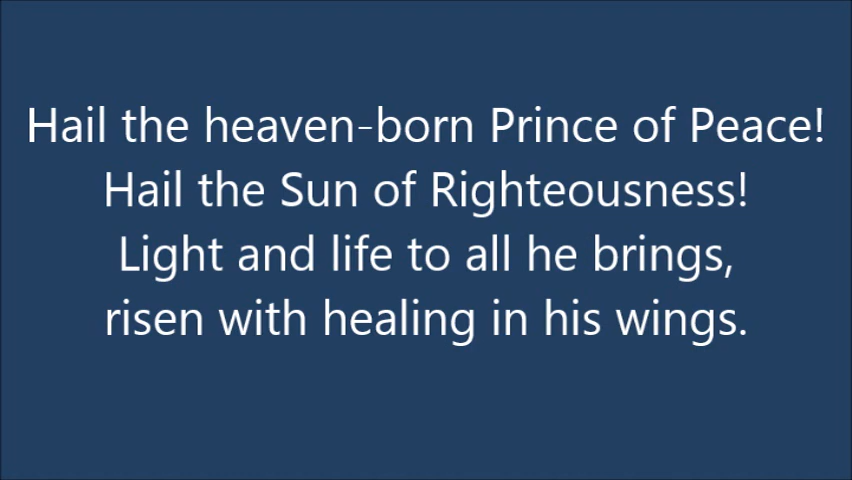 Hail the heaven-born Prince of Peace!
Hail the Sun of Righteousness!
Light and life to all he brings,
risen with healing in his wings.